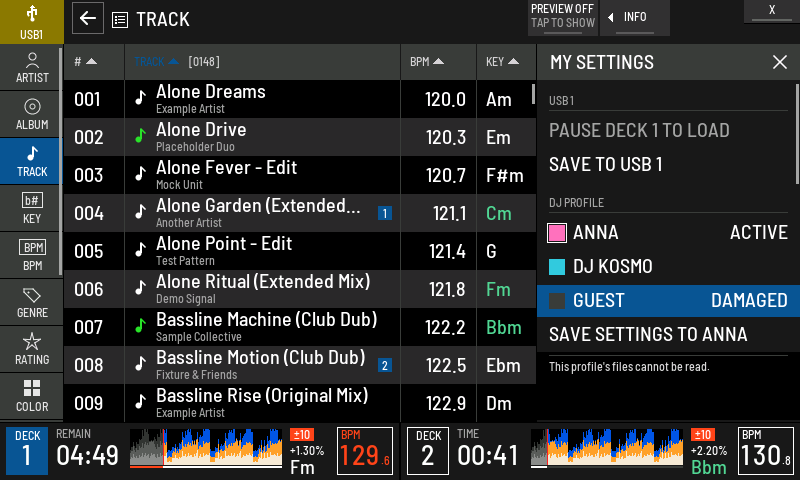 USB1
TRACK
PREVIEW OFF
TAP TO SHOW
INFO
X
ARTIST
ALBUM
TRACK
b#
KEY
BPM
BPM
GENRE
RATING
COLOR
# TRACK [0148] BPM KEY
001 Alone Dreams 120.0 Am
Example Artist
002 Alone Drive 120.3 Em
Placeholder Duo
003 Alone Fever - Edit 120.7 F#m
Mock Unit
004 Alone Garden (Extended... 1 121.1 Cm
Another Artist
005 Alone Point - Edit 121.4 G
Test Pattern
006 Alone Ritual (Extended Mix) 121.8 Fm
Demo Signal
007 Bassline Machine (Club Dub) 122.2 Bbm
Sample Collective
008 Bassline Motion (Club Dub) 2 122.5 Ebm
Fixture & Friends
009 Bassline Rise (Original Mix) 122.9 Dm
Example Artist
MY SETTINGS
USB 1
PAUSE DECK 1 TO LOAD
SAVE TO USB 1
DJ PROFILE
ANNA ACTIVE
DJ KOSMO
GUEST DAMAGED
SAVE SETTINGS TO ANNA
This profile's files cannot be read.
DECK
1
REMAIN
04:49
±10
+1.30%
Fm
BPM
129.6
DECK
2
TIME
00:41
±10
+2.20%
Bbm
BPM
130.8